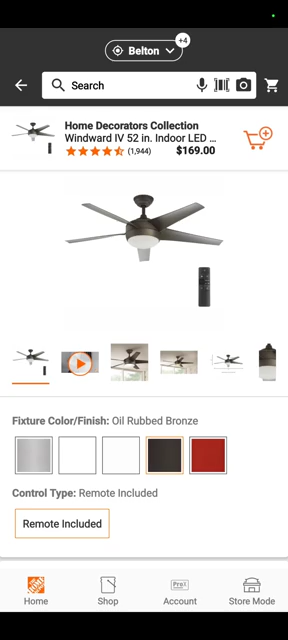 Belton
+4
Search
Home Decorators Collection
Windward IV 52 in. Indoor LED ...
(1,944)
$169.00
Fixture Color/Finish: Oil Rubbed Bronze
Control Type: Remote Included
Remote Included
Home
Shop
Account
Store Mode